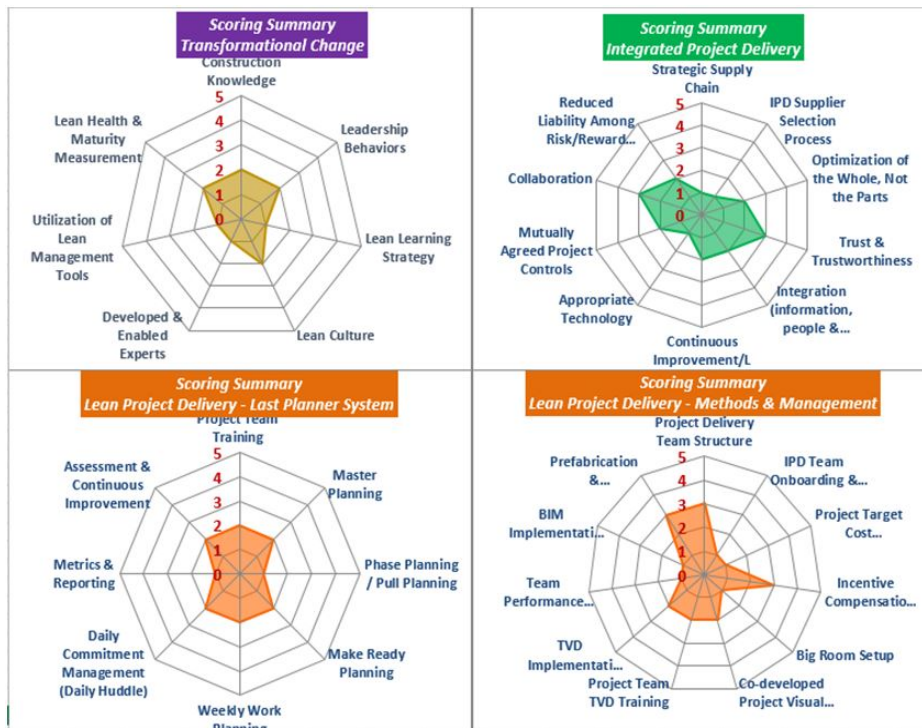 Scoring Summary
Transformational Change
Construction
Knowledge
Leadership
Behaviors
Lean Learning
Strategy
Lean Culture
Developed &
Enabled
Experts
Utilization of
Lean
Management
Tools
Lean Health &
Maturity
Measurement
5
4
3
2
1
0
Scoring Summary
Integrated Project Delivery
Strategic Supply
Chain
IPD Supplier
Selection
Process
Optimization of
the Whole, Not
the Parts
Trust &
Trustworthiness
Integration
(information,
people &...
Continuous
Improvement/L
Appropriate
Technology
Mutually
Agreed Project
Controls
Collaboration
Reduced
Liability Among
Risk/Reward...
5
4
3
2
1
0
Scoring Summary
Lean Project Delivery - Last Planner System
Project Team
Training
Master
Planning
Phase Planning
/ Pull Planning
Make Ready
Planning
Weekly Work
Planning
Daily
Commitment
Management
(Daily Huddle)
Metrics &
Reporting
Assessment &
Continuous
Improvement
5
4
3
2
1
0
Scoring Summary
Lean Project Delivery - Methods & Management
Project Delivery
Team Structure
IPD Team
Onboarding &...
Project Target
Cost...
Incentive
Compensatio...
Big Room Setup
Co-developed
Project Visual...
Project Team
TVD Training
TVD
Implementati...
Team
Performance...
BIM
Implementati...
Prefabrication
&...
5
4
3
2
1
0